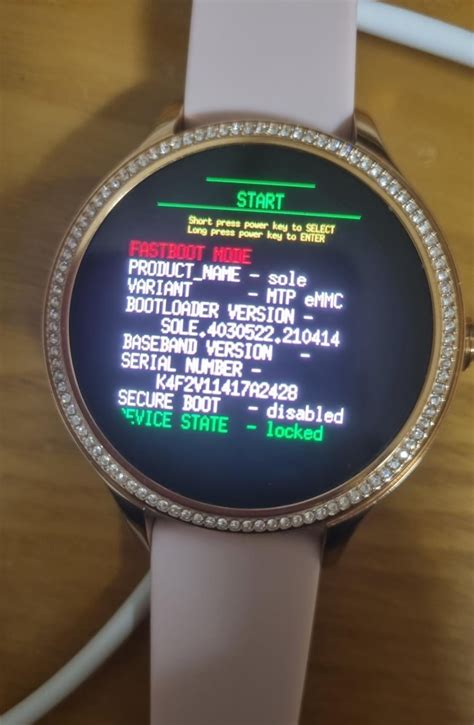 START
Short press power key to SELECT
Long press power key to ENTER
FASTBOOT MODE
PRODUCT_NAME - sole
VARIANT - MTP eMMC
BOOTLOADER VERSION -
SOLE.4030522.210414
BASEBAND VERSION -
SERIAL NUMBER -
K4F2V11417A2428
SECURE BOOT - disabled
DEVICE STATE - locked